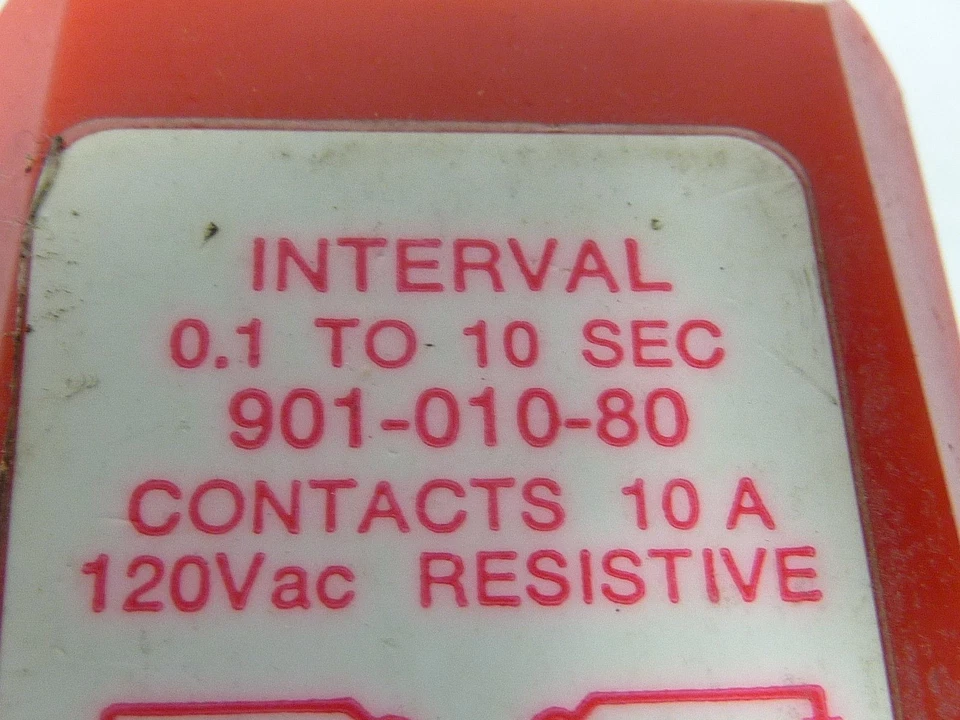 INTERVAL
0.1 TO 10 SEC
901-010-80
CONTACTS 10 A
120Vac RESISTIVE